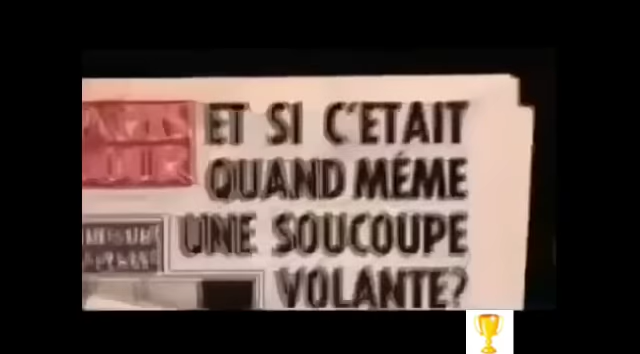 ET SI C'ETAIT
QUAND MÉME
UNE SOUCOUPE
VOLANTE?